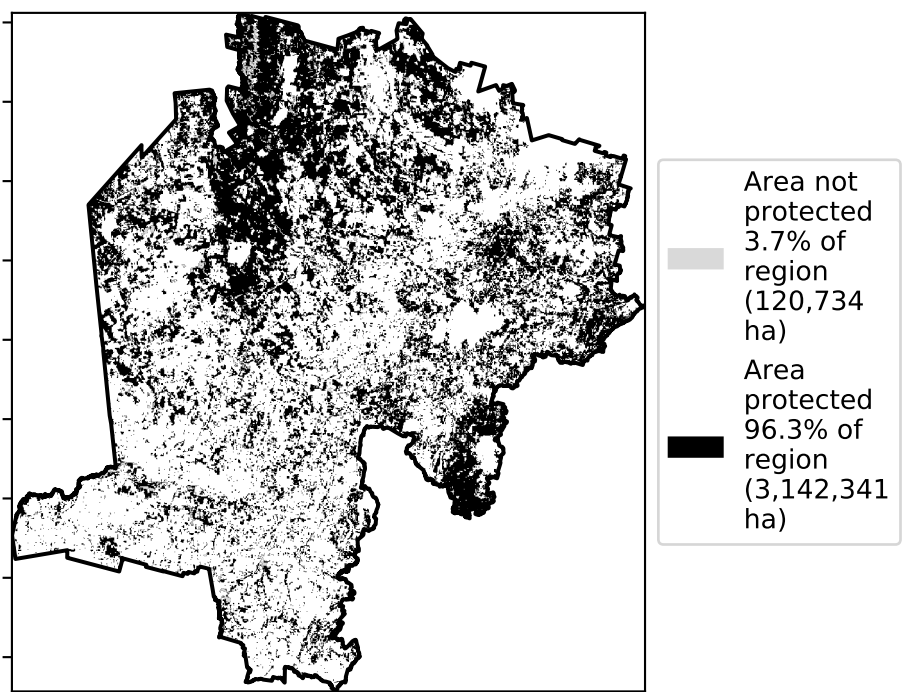 Area not
protected
3.7% of
region
(120,734
ha)
Area
protected
96.3% of
region
(3,142,341
ha)